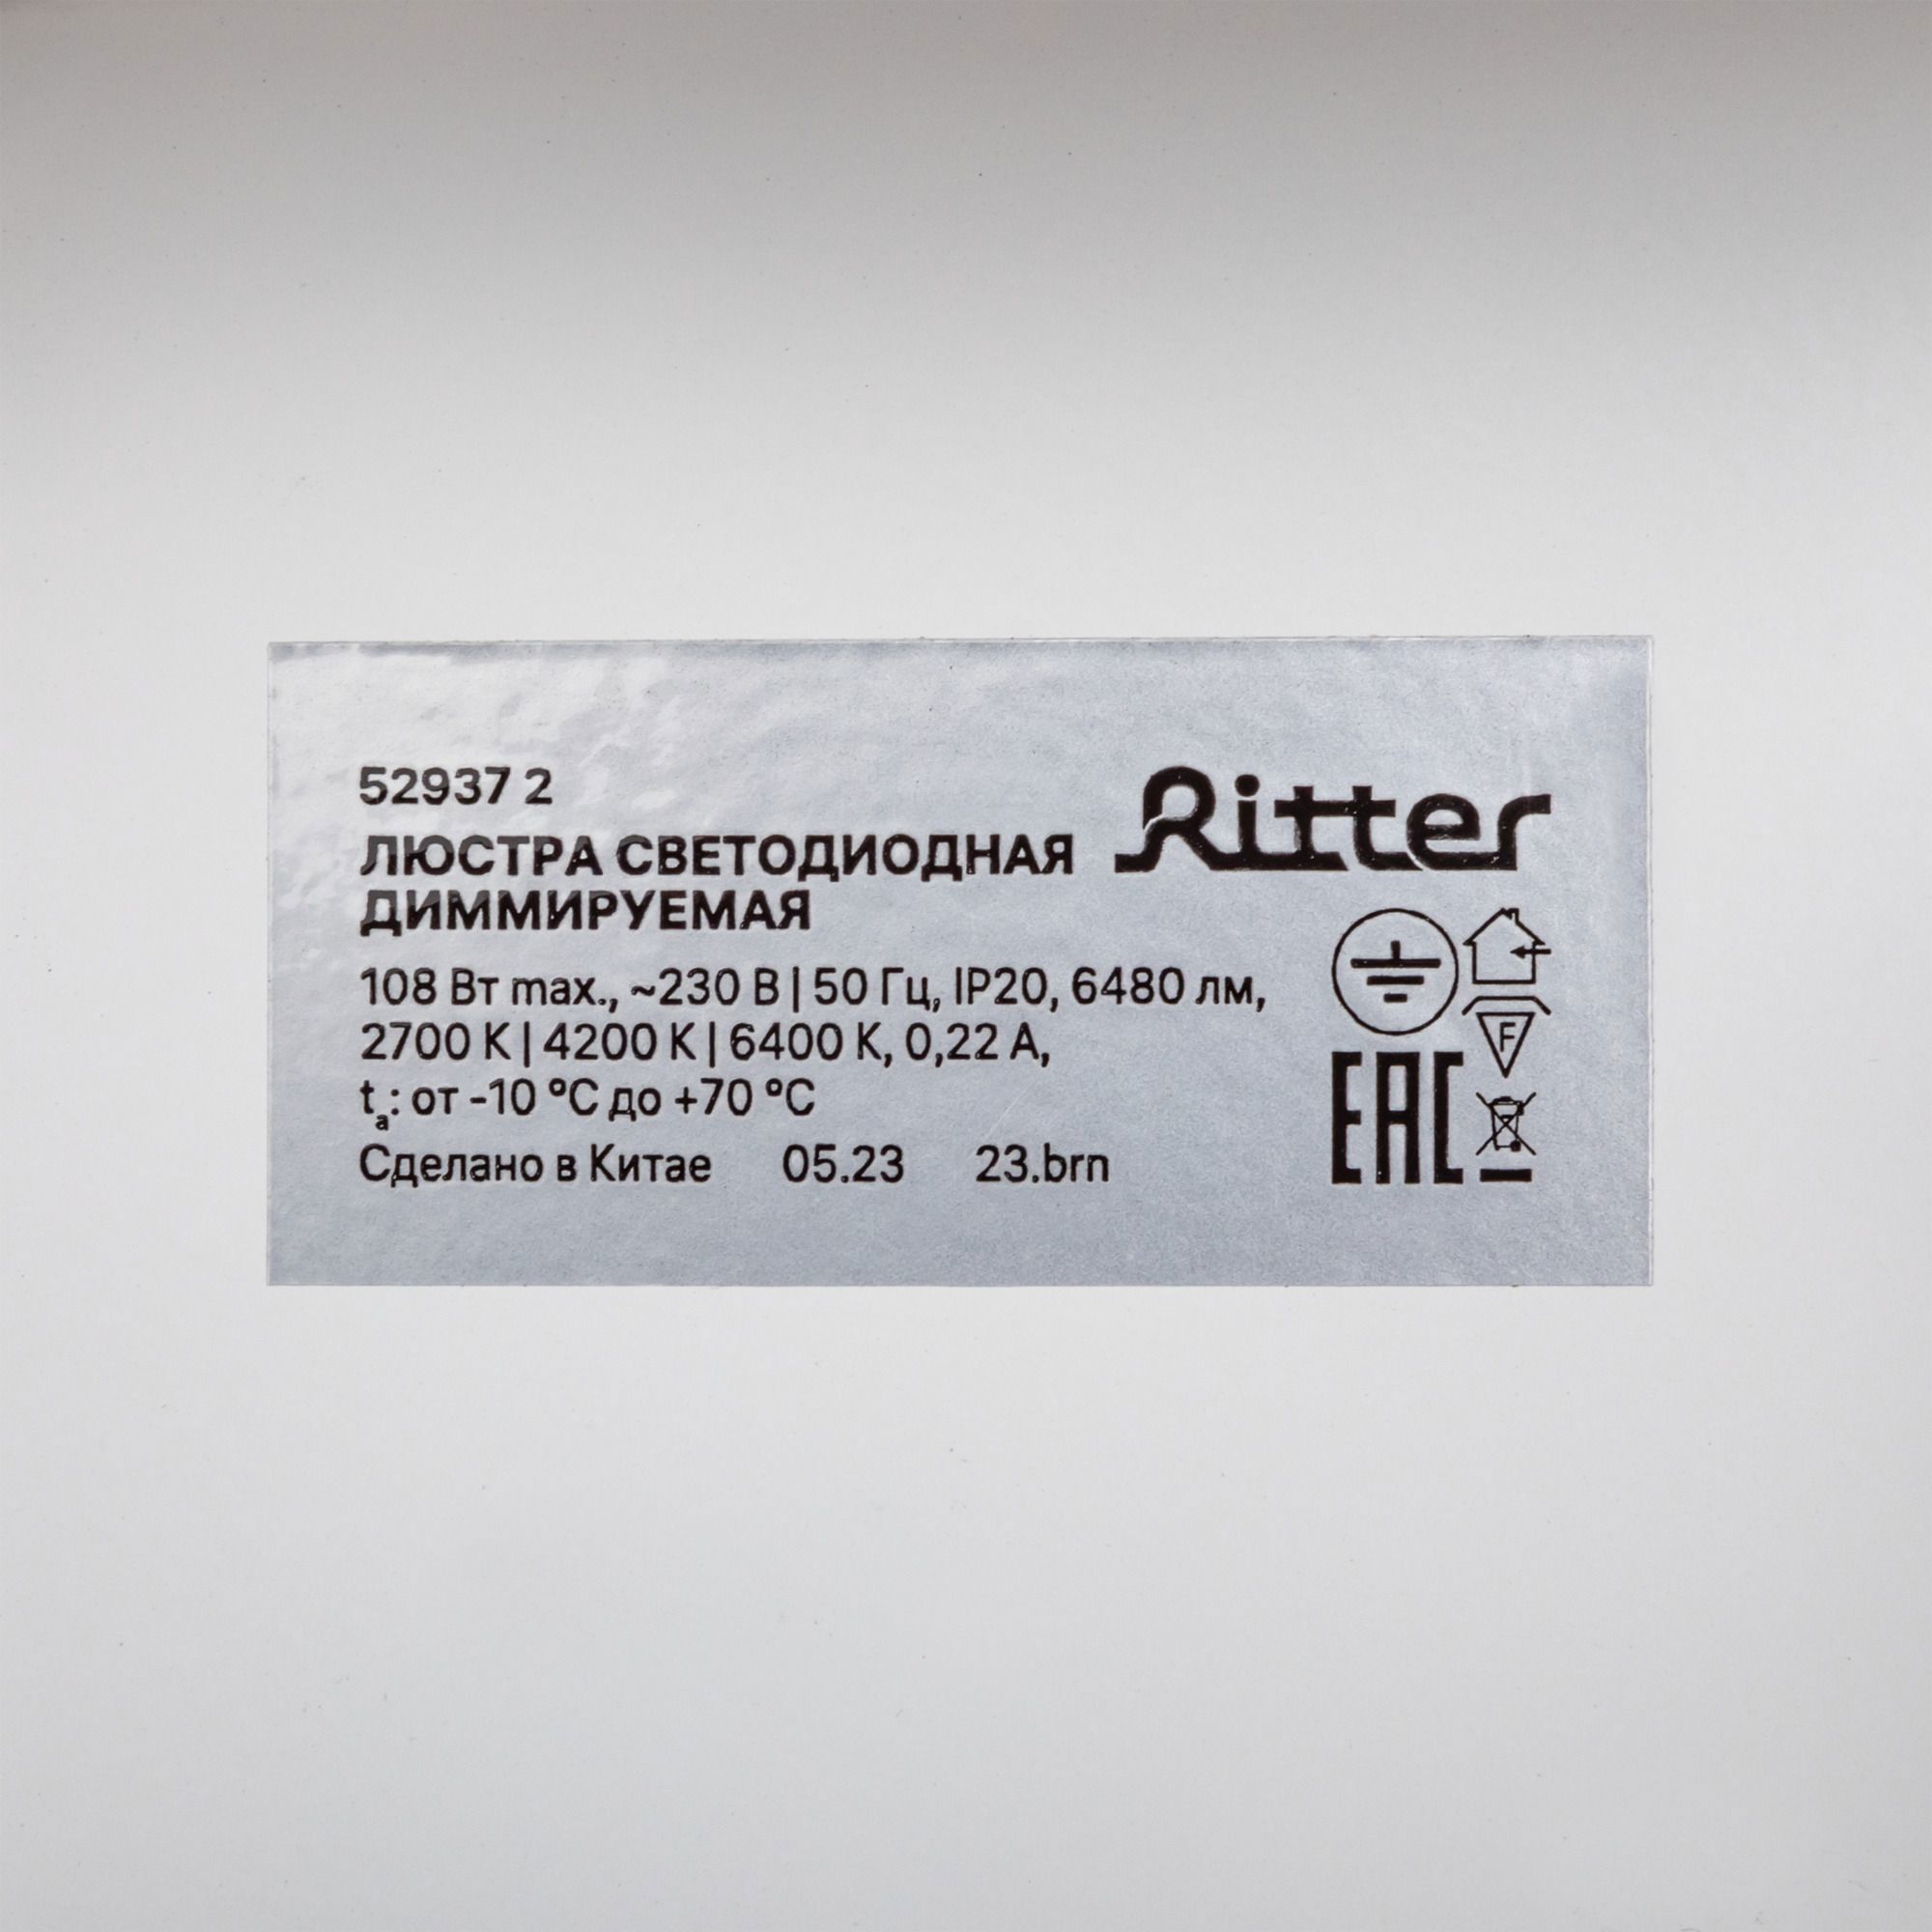 52937 2
Ritter
ЛЮСТРА СВЕТОДИОДНАЯ
ДИММИРУЕМАЯ
108 Вт max., ~230 В | 50 Гц, IP20, 6480 лм,
2700 К | 4200 К | 6400 К, 0,22 А,
tₐ: от -10 °C до +70 °C
Сделано в Китае 05.23 23.brn
F
EAC